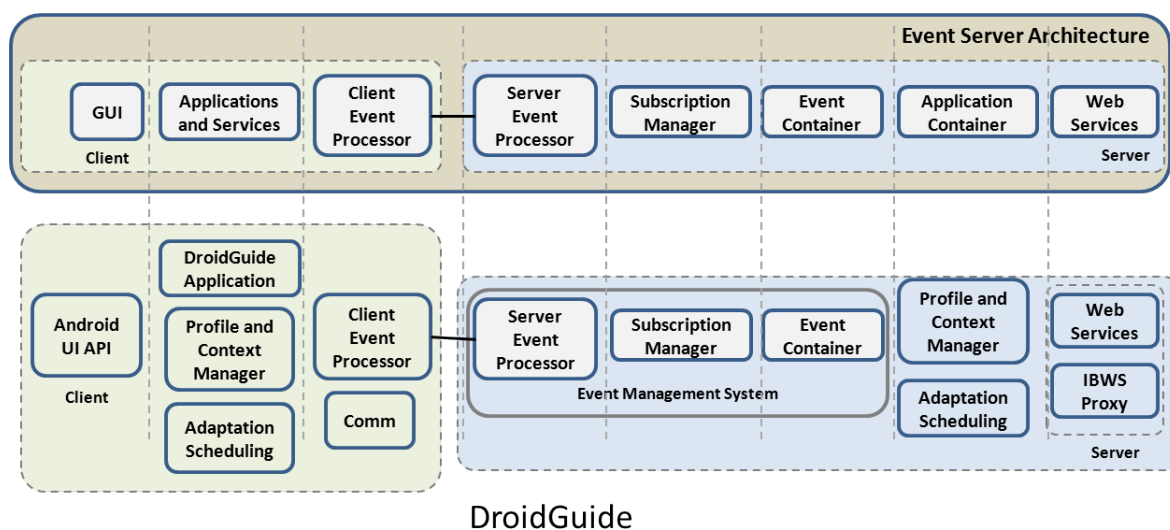 Event Server Architecture
GUI
Applications
and Services
Client
Event
Processor
Client
Server
Event
Processor
Subscription
Manager
Event
Container
Application
Container
Web
Services
Server
Android
UI API
Client
DroidGuide
Application
Profile and
Context
Manager
Adaptation
Scheduling
Client
Event
Processor
Comm
Server
Event
Processor
Subscription
Manager
Event
Container
Event Management System
Profile and
Context
Manager
Adaptation
Scheduling
Web
Services
IBWS
Proxy
Server
DroidGuide